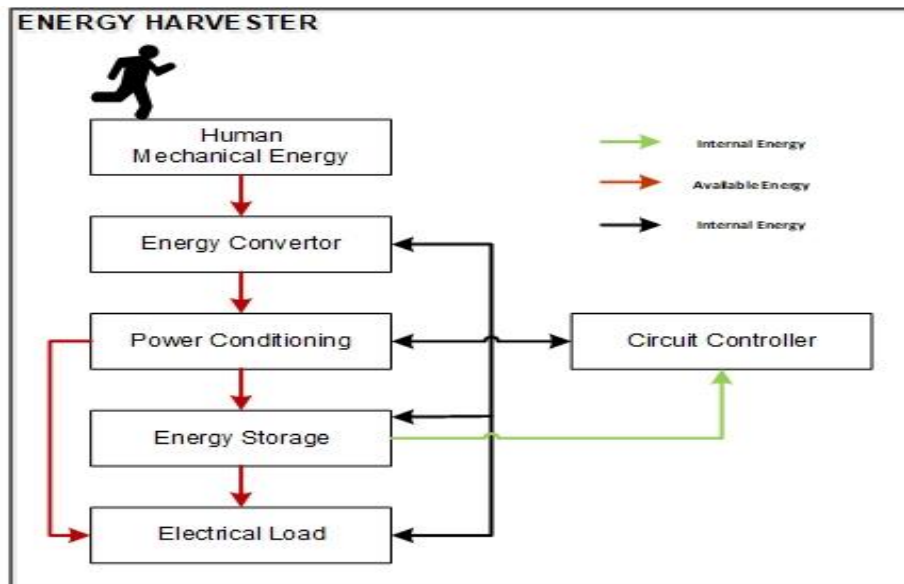 ENERGY HARVESTER
Human
Mechanical Energy
Internal Energy
Available Energy
Energy Convertor
Internal Energy
Power Conditioning
Circuit Controller
Energy Storage
Electrical Load